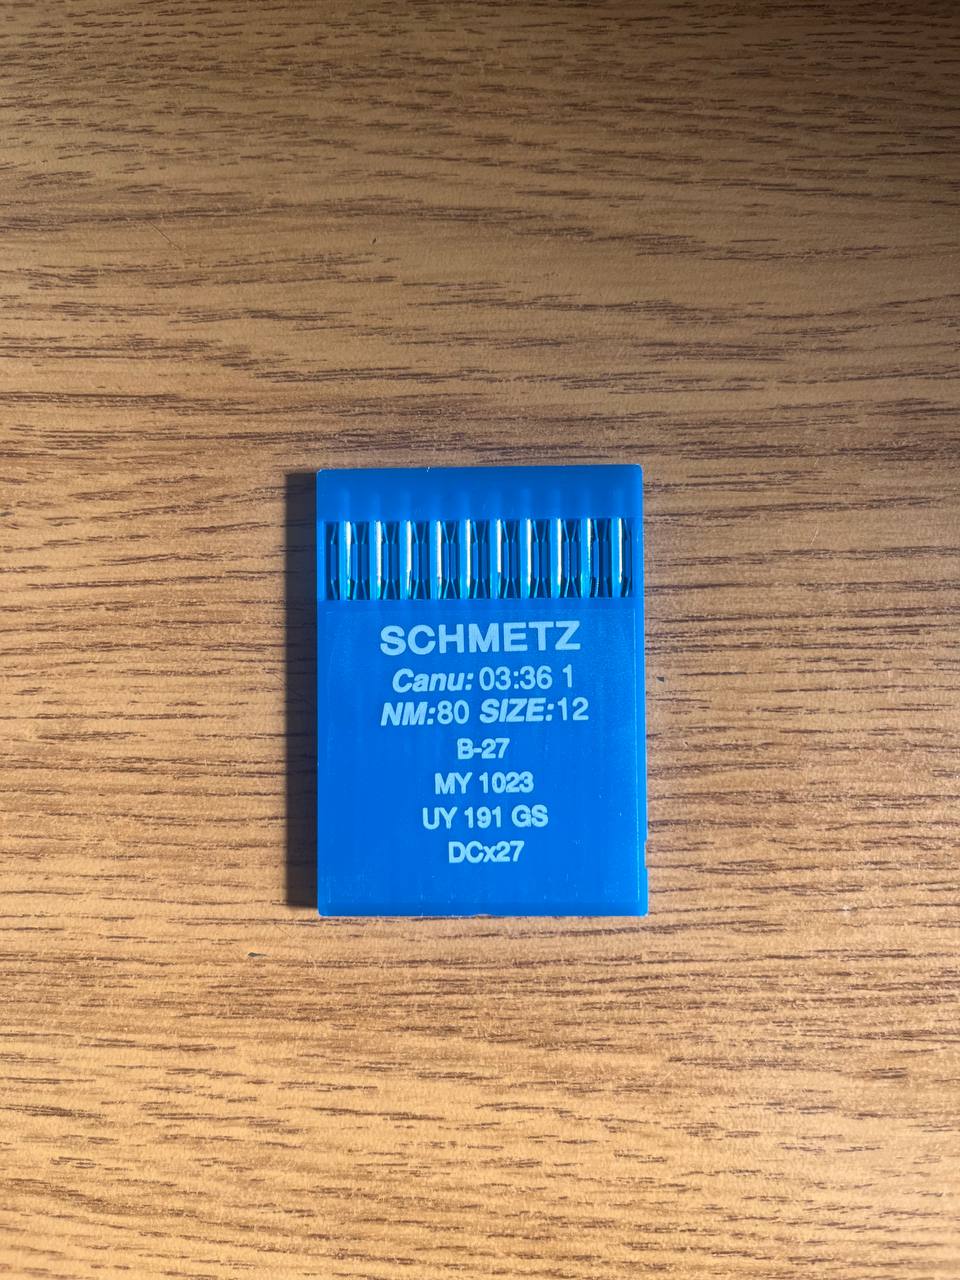 SCHMETZ
Canu: 03:36 1
NM:80 SIZE:12
B-27
MY 1023
UY 191 GS
DCx27